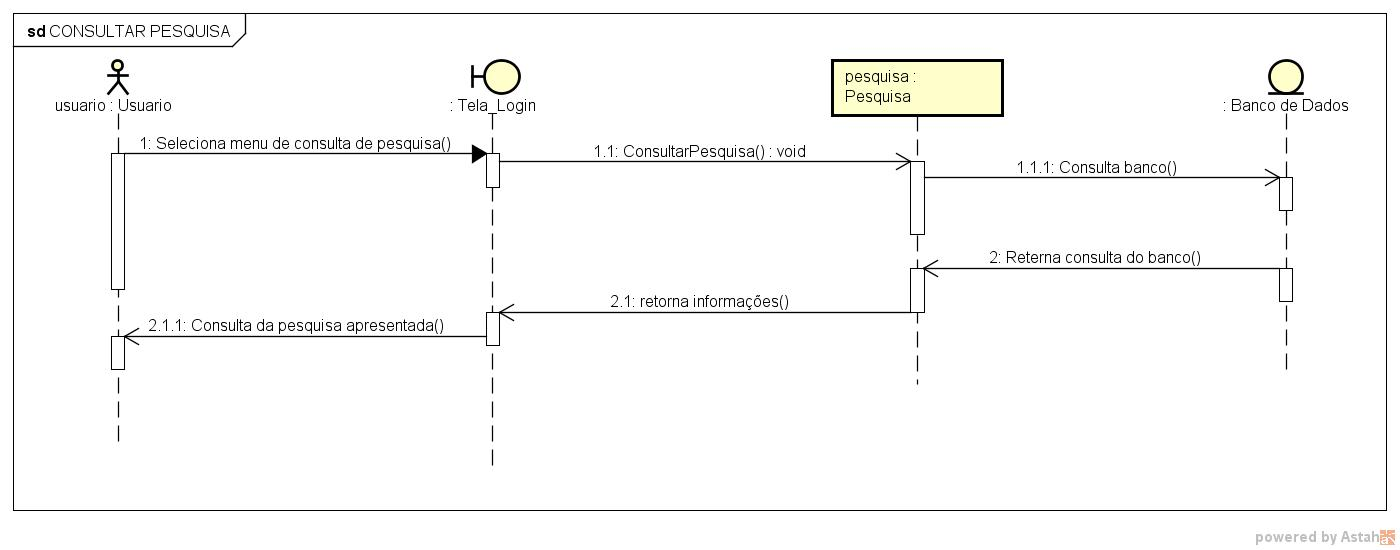 sd CONSULTAR PESQUISA
usuario : Usuario
: Tela_Login
pesquisa :
Pesquisa
: Banco de Dados
1: Seleciona menu de consulta de pesquisa()
1.1: ConsultarPesquisa() : void
1.1.1: Consulta banco()
2: Reterna consulta do banco()
2.1: retorna informações()
2.1.1: Consulta da pesquisa apresentada()
powered by Astah